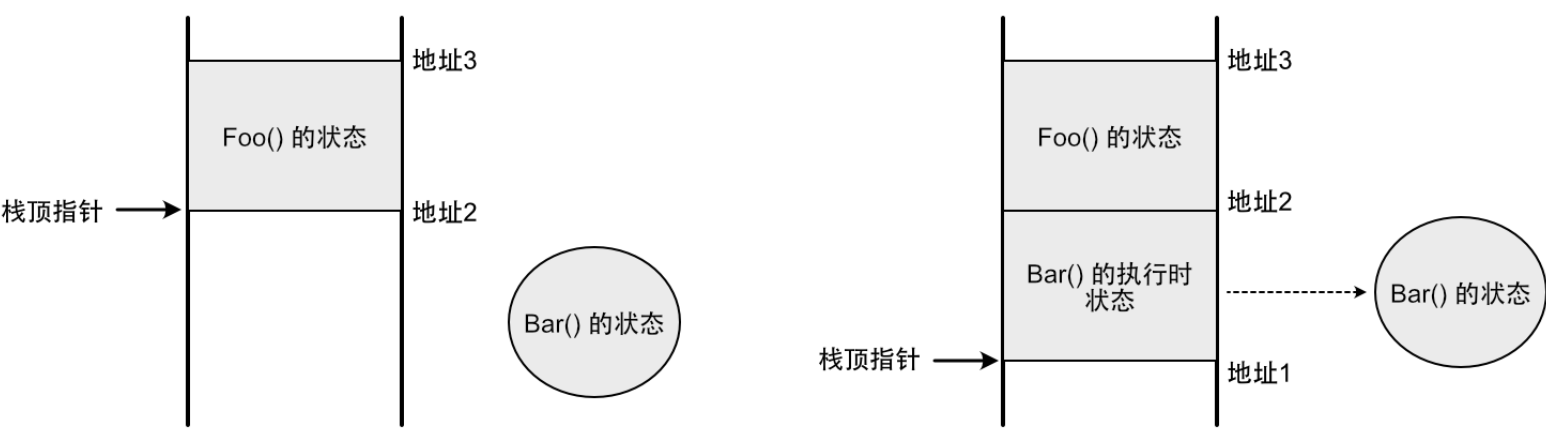 地址3
Foo() 的状态
栈顶指针
地址2
Bar() 的状态
地址3
Foo() 的状态
地址2
Bar() 的执行时
状态
Bar() 的状态
栈顶指针
地址1